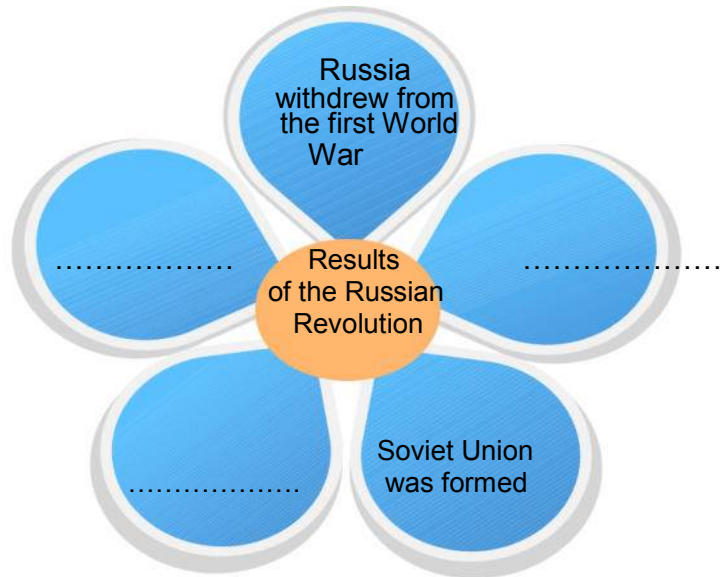 Russia
withdrew from
the first World
War
………………
…………………
Results
of the Russian
Revolution
………………
Soviet Union
was formed